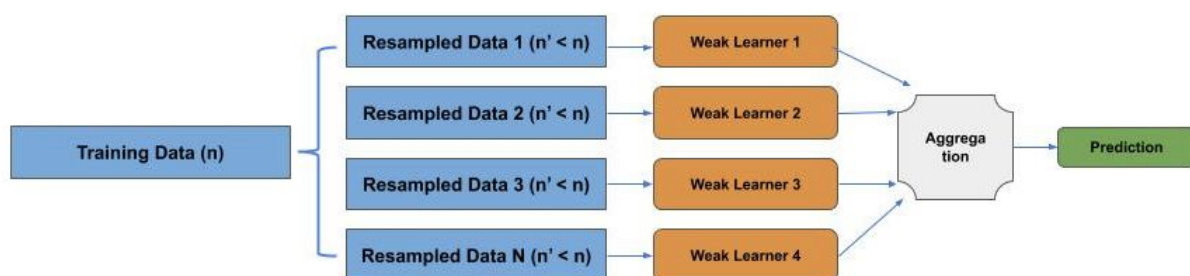 Training Data (n)
Resampled Data 1 (n' < n)
Weak Learner 1
Resampled Data 2 (n' < n)
Weak Learner 2
Resampled Data 3 (n' < n)
Weak Learner 3
Resampled Data N (n' < n)
Weak Learner 4
Aggrega
tion
Prediction